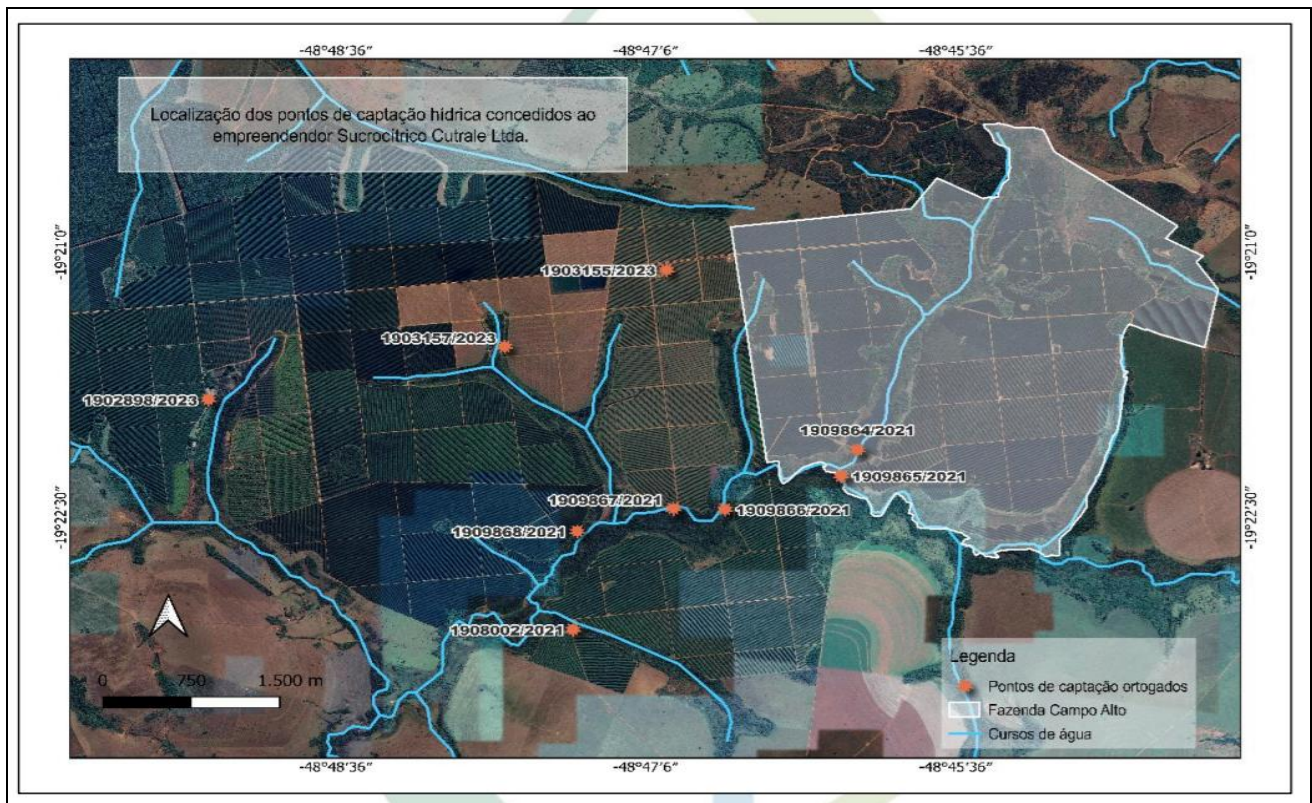 -48°48'36" -48°47'6" -48°45'36"
Localização dos pontos de captação hídrica concedidos ao
empreendendor Sucrocítrico Cutrale Ltda.
-19°21'0" -19°21'0"
1903155/2023
1903157/2023
1902898/2023
1909864/2021
1909865/2021
1909867/2021
1909866/2021
-19°22'30" -19°22'30"
1909868/2021
1908002/2021
Legenda
0 750 1.500 m
Pontos de captação ortogados
Fazenda Campo Alto
Cursos de água
-48°48'36" -48°47'6" -48°45'36"